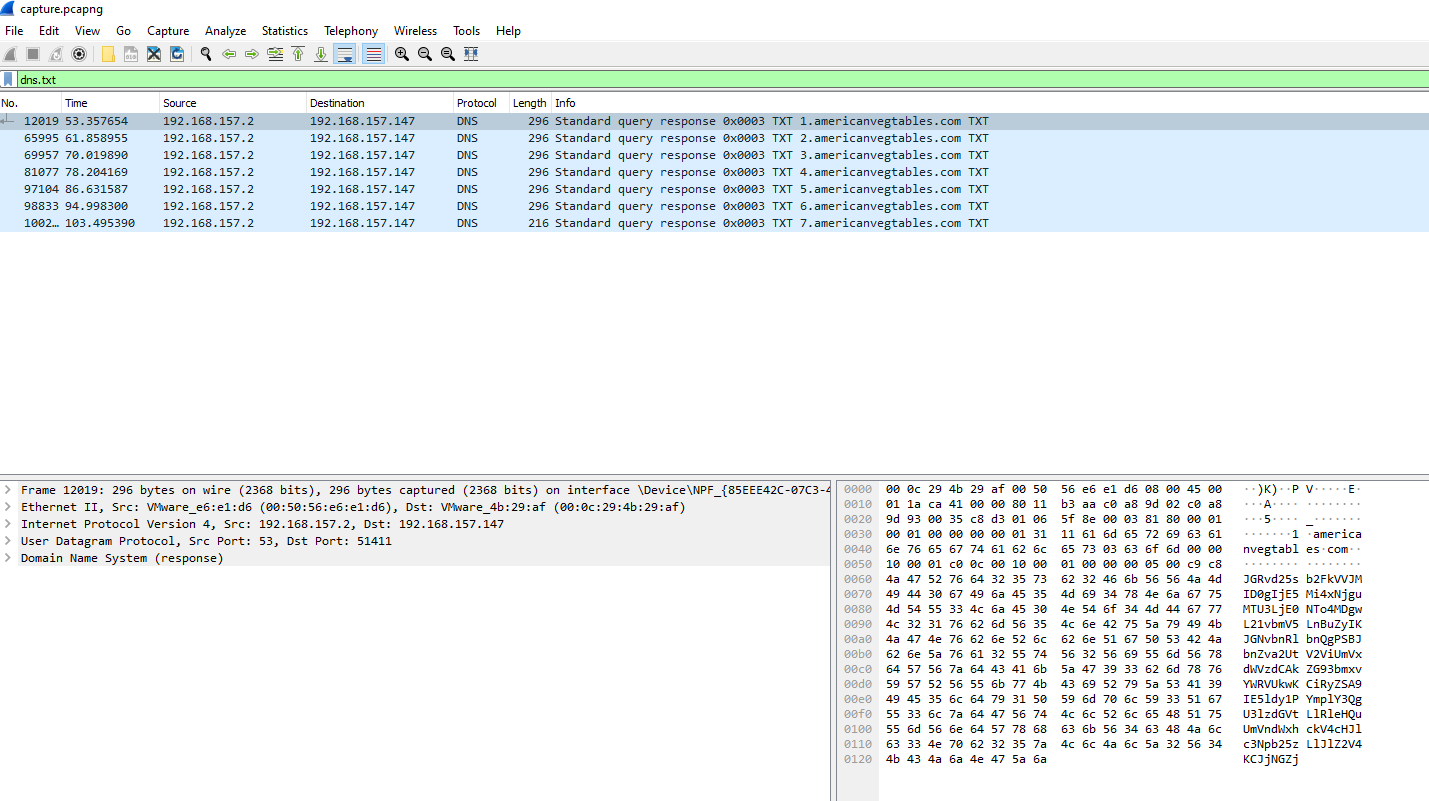 capture.pcapng
File Edit View Go Capture Analyze Statistics Telephony Wireless Tools Help
dns.txt
No. Time Source Destination Protocol Length Info
12019 53.357654 192.168.157.2 192.168.157.147 DNS 296 Standard query response 0x0003 TXT 1.americanvegtables.com TXT
65995 61.858955 192.168.157.2 192.168.157.147 DNS 296 Standard query response 0x0003 TXT 2.americanvegtables.com TXT
69957 70.019890 192.168.157.2 192.168.157.147 DNS 296 Standard query response 0x0003 TXT 3.americanvegtables.com TXT
81077 78.204169 192.168.157.2 192.168.157.147 DNS 296 Standard query response 0x0003 TXT 4.americanvegtables.com TXT
97104 86.631587 192.168.157.2 192.168.157.147 DNS 296 Standard query response 0x0003 TXT 5.americanvegtables.com TXT
98833 94.998300 192.168.157.2 192.168.157.147 DNS 296 Standard query response 0x0003 TXT 6.americanvegtables.com TXT
1002… 103.495390 192.168.157.2 192.168.157.147 DNS 216 Standard query response 0x0003 TXT 7.americanvegtables.com TXT
Frame 12019: 296 bytes on wire (2368 bits), 296 bytes captured (2368 bits) on interface \Device\NPF_{85EEE42C-07C3-4
Ethernet II, Src: VMware_e6:e1:d6 (00:50:56:e6:e1:d6), Dst: VMware_4b:29:af (00:0c:29:4b:29:af)
Internet Protocol Version 4, Src: 192.168.157.2, Dst: 192.168.157.147
User Datagram Protocol, Src Port: 53, Dst Port: 51411
Domain Name System (response)
0000 00 0c 29 4b 29 af 00 50 56 e6 e1 d6 08 00 45 00 ··)K)··P V·····E·
0010 01 1a ca 41 00 00 80 11 b3 aa c0 a8 9d 02 c0 a8 ···A···· ········
0020 9d 93 00 35 c8 d3 01 06 5f 8e 00 03 81 80 00 01 ···5···· _·······
0030 00 01 00 00 00 00 01 31 11 61 6d 65 72 69 63 61 ·······1 ·america
0040 6e 76 65 67 74 61 62 6c 65 73 03 63 6f 6d 00 00 nvegtabl es·com··
0050 10 00 01 c0 0c 00 10 00 01 00 00 00 05 00 c9 c8 ········ ········
0060 4a 47 52 76 64 32 35 73 62 32 46 6b 56 56 4a 4d JGRvd25s b2FkVVJM
0070 49 44 30 67 49 6a 45 35 4d 69 34 78 4e 6a 67 75 ID0gIjE5 Mi4xNjgu
0080 4d 54 55 33 4c 6a 45 30 4e 54 6f 34 4d 44 67 77 MTU3LjE0 NTo4MDgw
0090 4c 32 31 76 62 6d 56 35 4c 6e 42 75 5a 79 49 4b L21vbmV5 LnBuZyIK
00a0 4a 47 4e 76 62 6e 52 6c 62 6e 51 67 50 53 42 4a JGNvbnRl bnQgPSBJ
00b0 62 6e 5a 76 61 32 55 74 56 32 56 69 55 6d 56 78 bnZva2Ut V2ViUmVx
00c0 64 57 56 7a 64 43 41 6b 5a 47 39 33 62 6d 78 76 dWVzdCAk ZG93bmxv
00d0 59 57 52 56 55 6b 77 4b 43 69 52 79 5a 53 41 39 YWRVUkwK CiRyZSA9
00e0 49 45 35 6c 64 79 31 50 59 6d 70 6c 59 33 51 67 IE5ldy1P YmplY3Qg
00f0 55 33 6c 7a 64 47 56 74 4c 6c 52 6c 65 48 51 75 U3lzdGVt LlRleHQu
0100 55 6d 56 6e 64 57 78 68 63 6b 56 34 63 48 4a 6c UmVndWxh ckV4cHJl
0110 63 33 4e 70 62 32 35 7a 4c 6c 4a 6c 5a 32 56 34 c3Npb25z LlJlZ2V4
0120 4b 43 4a 6a 4e 47 5a 6a KCJjNGZj